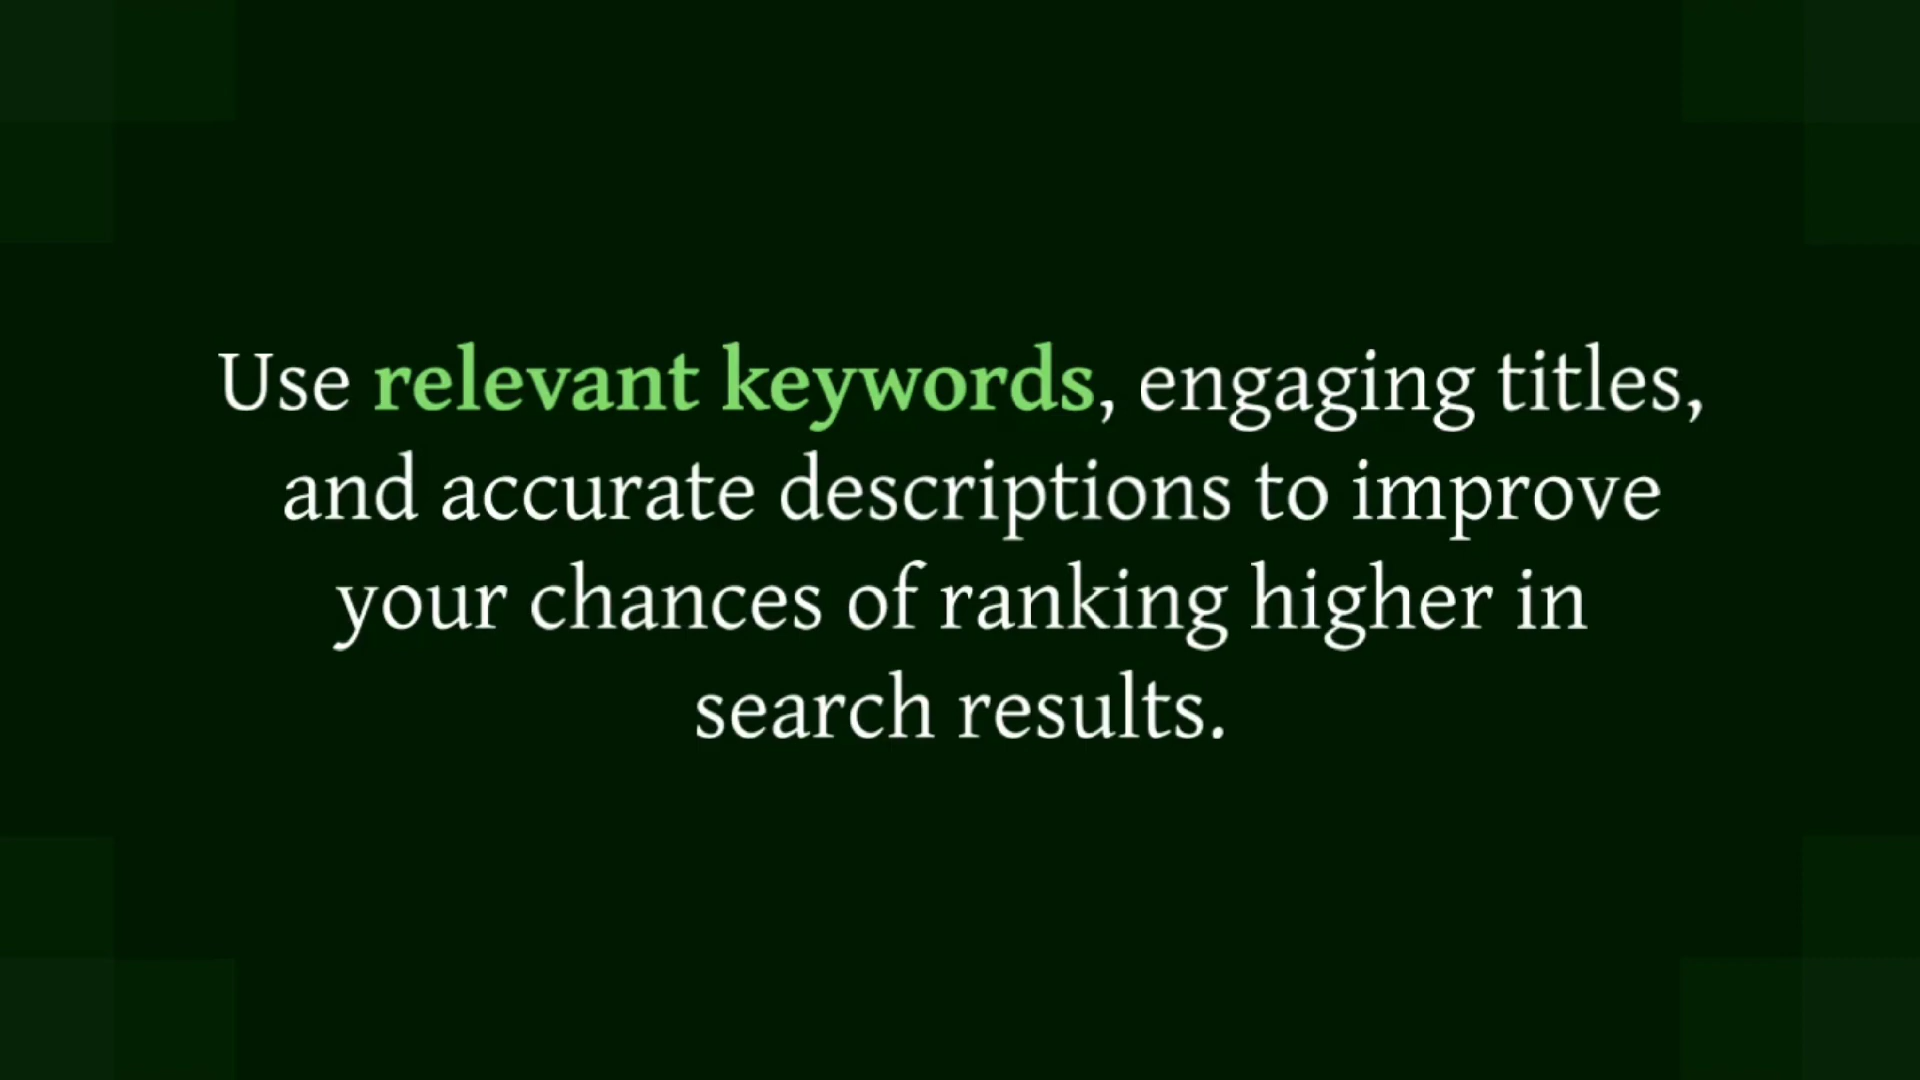 Use relevant keywords, engaging titles,
and accurate descriptions to improve
your chances of ranking higher in
search results.